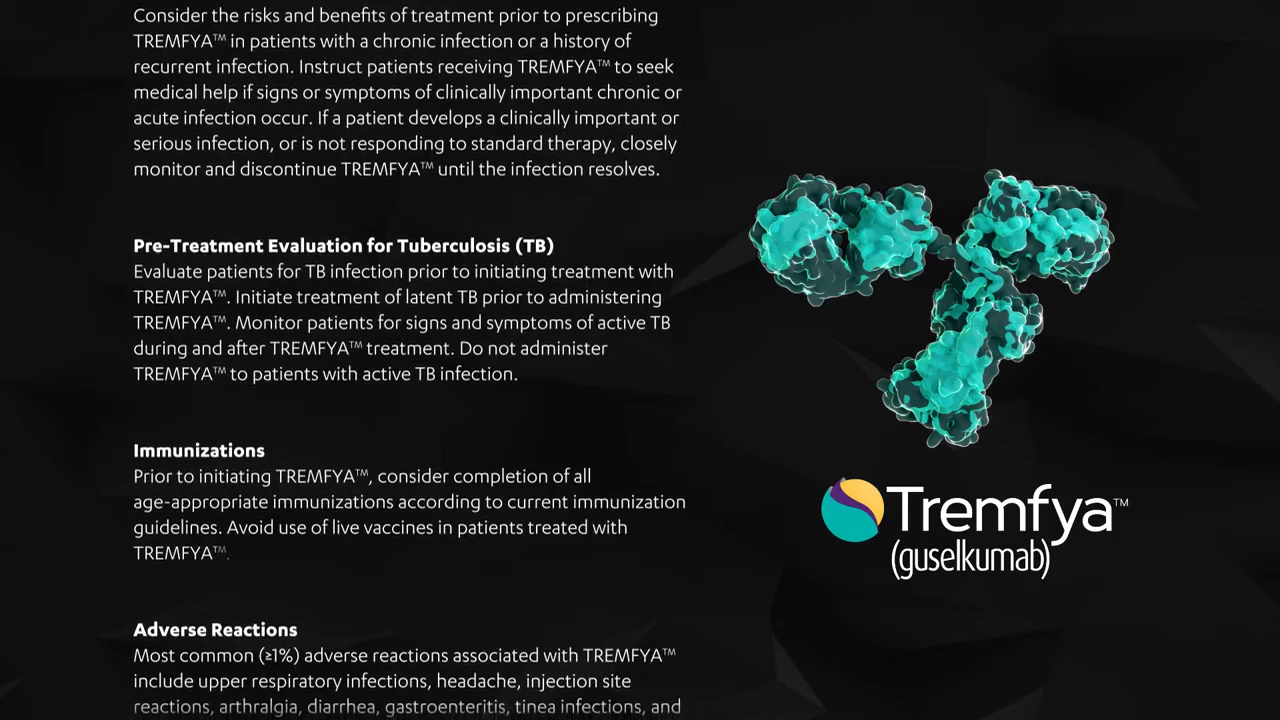 Consider the risks and benefits of treatment prior to prescribing
TREMFYA™ in patients with a chronic infection or a history of
recurrent infection. Instruct patients receiving TREMFYA™ to seek
medical help if signs or symptoms of clinically important chronic or
acute infection occur. If a patient develops a clinically important or
serious infection, or is not responding to standard therapy, closely
monitor and discontinue TREMFYA™ until the infection resolves.
Pre-Treatment Evaluation for Tuberculosis (TB)
Evaluate patients for TB infection prior to initiating treatment with
TREMFYA™. Initiate treatment of latent TB prior to administering
TREMFYA™. Monitor patients for signs and symptoms of active TB
during and after TREMFYA™ treatment. Do not administer
TREMFYA™ to patients with active TB infection.
Immunizations
Prior to initiating TREMFYA™, consider completion of all
age-appropriate immunizations according to current immunization
guidelines. Avoid use of live vaccines in patients treated with
TREMFYA™.
Adverse Reactions
Most common (≥1%) adverse reactions associated with TREMFYA™
include upper respiratory infections, headache, injection site
reactions, arthralgia, diarrhea, gastroenteritis, tinea infections, and
Tremfya™
(guselkumab)